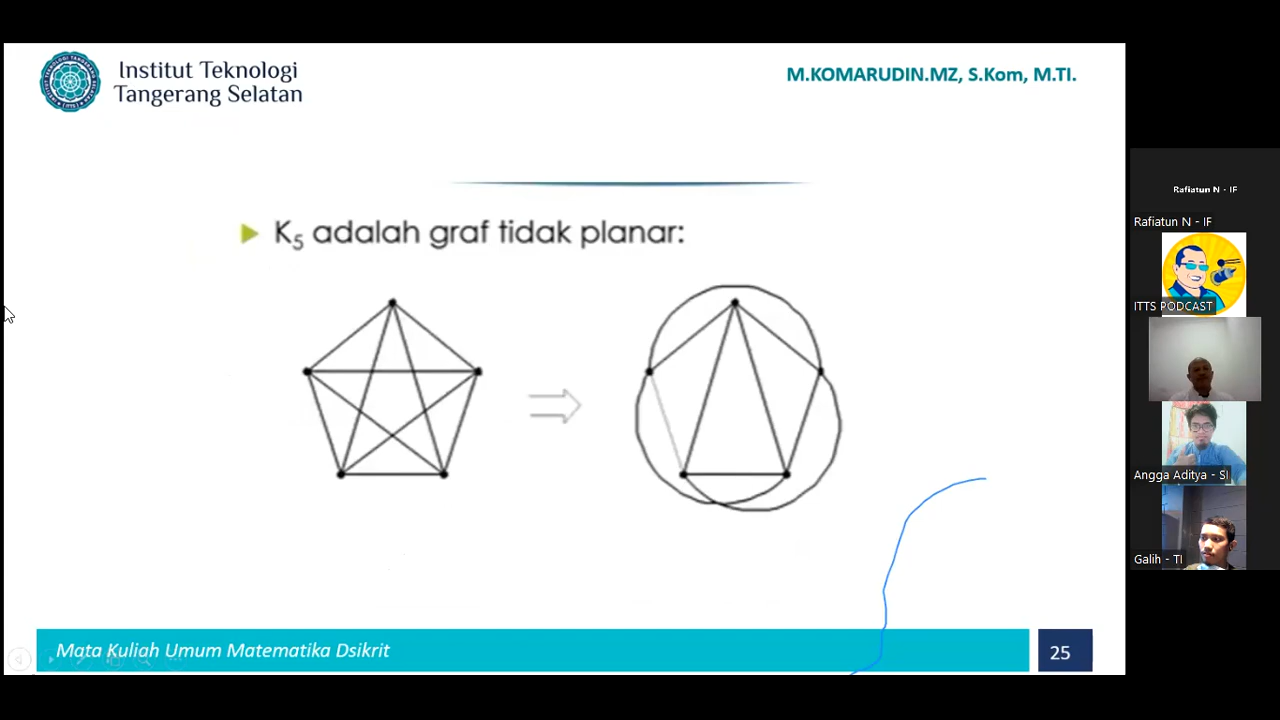 Institut Teknologi
Tangerang Selatan
M.KOMARUDIN.MZ, S.Kom, M.TI.
K5 adalah graf tidak planar:
Mata Kuliah Umum Matematika Dsikrit
25
Rafiatun N - IF
Rafiatun N - IF
ITTS PODCAST
Angga Aditya - SI
Galih - TI